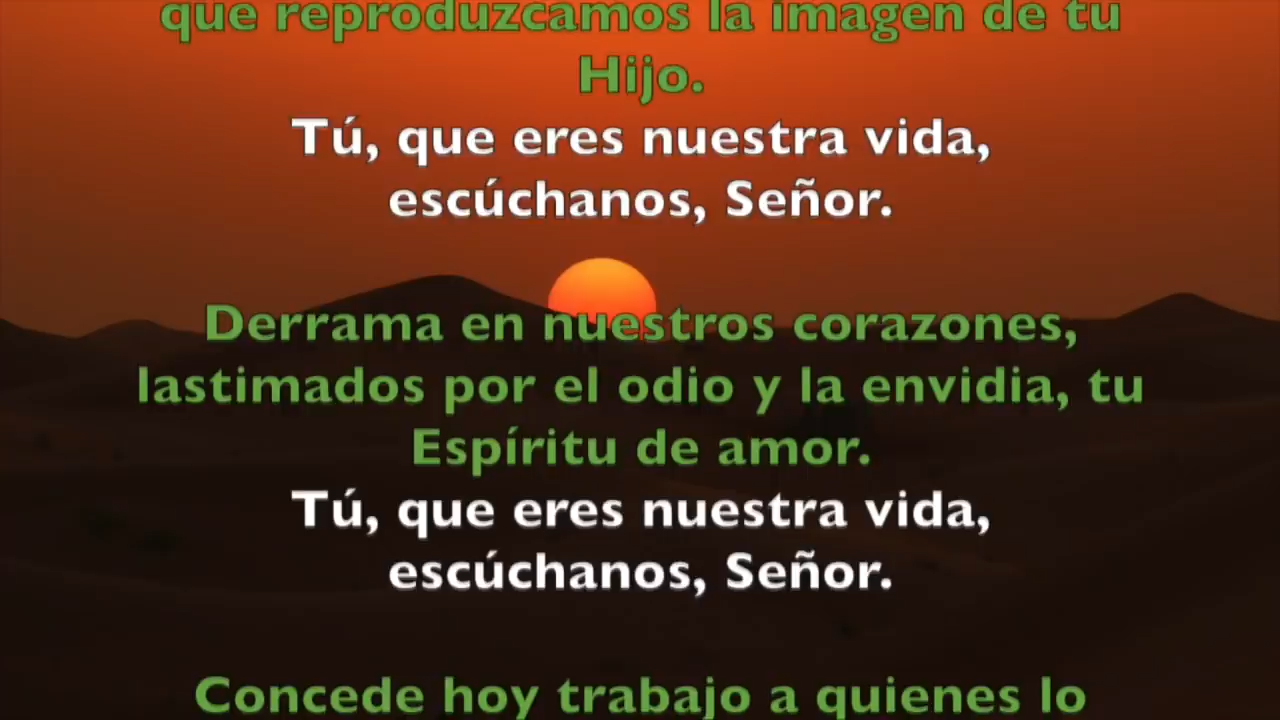 que reproduzcamos la imagen de tu
Hijo.
Tú, que eres nuestra vida,
escúchanos, Señor.
Derrama en nuestros corazones,
lastimados por el odio y la envidia, tu
Espíritu de amor.
Tú, que eres nuestra vida,
escúchanos, Señor.
Concede hoy trabajo a quienes lo